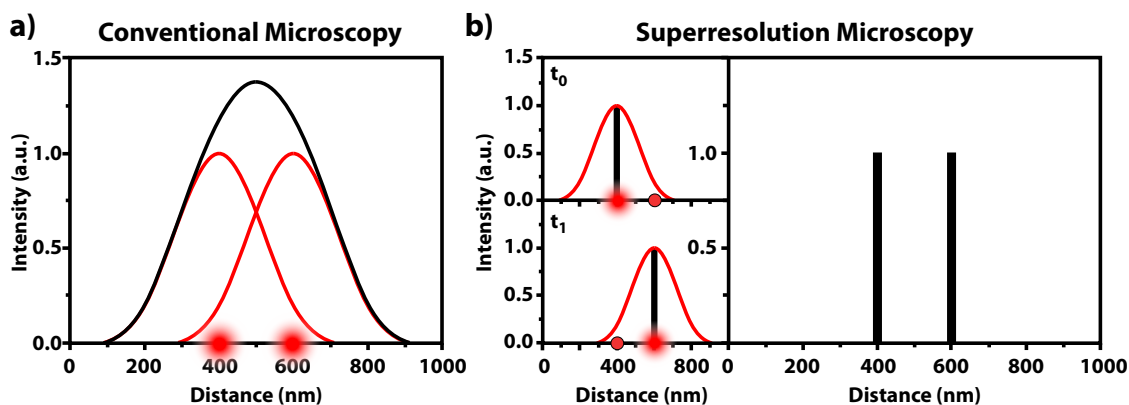 a) Conventional Microscopy
Intensity (a.u.)
1.5
1.0
0.5
0.0
0 200 400 600 800 1000
Distance (nm)
b) Superresolution Microscopy
Intensity (a.u.)
1.5
t0
1.0
0.5
0.0
t1
1.0
0.5
0.0
400 800
Distance (nm)
1.0
0.5
0 200 400 600 800 1000
Distance (nm)